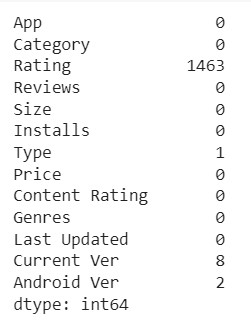 App 0
Category 0
Rating 1463
Reviews 0
Size 0
Installs 0
Type 1
Price 0
Content Rating 0
Genres 0
Last Updated 0
Current Ver 8
Android Ver 2
dtype: int64